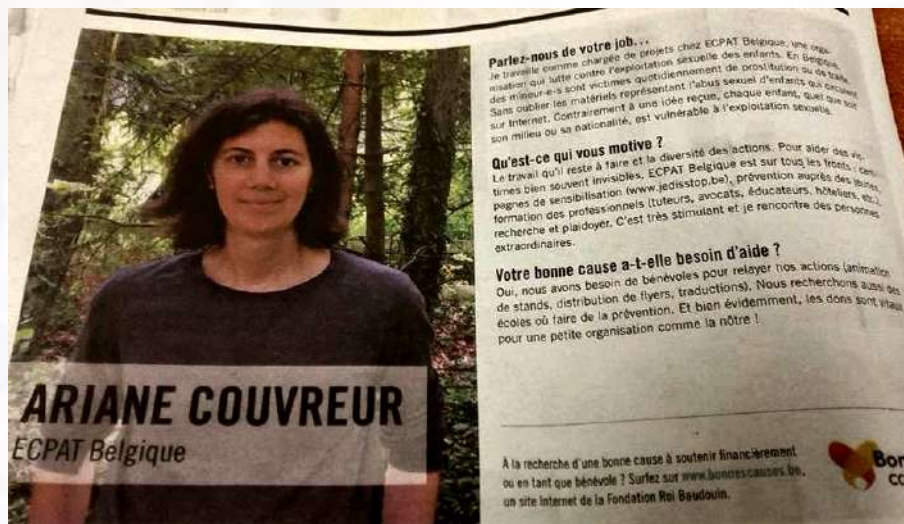 ARIANE COUVREUR
ECPAT Belgique
Parlez-nous de votre job...
Je travaille comme chargée de projets chez ECPAT Belgique, une orga-
nisation qui lutte contre l'exploitation sexuelle des enfants. En Belgique,
des mineur-e-s sont victimes quotidiennement de prostitution ou de traite.
Sans oublier les matériels représentant l'abus sexuel d'enfants qui circulent
sur Internet. Contrairement à une idée reçue, chaque enfant, quel que soit
son milieu ou sa nationalité, est vulnérable à l'exploitation sexuelle.
Qu'est-ce qui vous motive ?
Le travail qu'il reste à faire et la diversité des actions. Pour aider des vic-
times bien souvent invisibles, ECPAT Belgique est sur tous les fronts : cam-
pagnes de sensibilisation (www.jedisstop.be), prévention auprès des jeunes,
formation des professionnels (tuteurs, avocats, éducateurs, hôteliers, etc.),
recherche et plaidoyer. C'est très stimulant et je rencontre des personnes
extraordinaires.
Votre bonne cause a-t-elle besoin d'aide ?
Oui, nous avons besoin de bénévoles pour relayer nos actions (animation
de stands, distribution de flyers, traductions). Nous recherchons aussi des
écoles où faire de la prévention. Et bien évidemment, les dons sont vitaux
pour une petite organisation comme la nôtre !
À la recherche d'une bonne cause à soutenir financièrement
ou en tant que bénévole ? Surfez sur www.bonnescauses.be,
un site Internet de la Fondation Roi Baudouin.